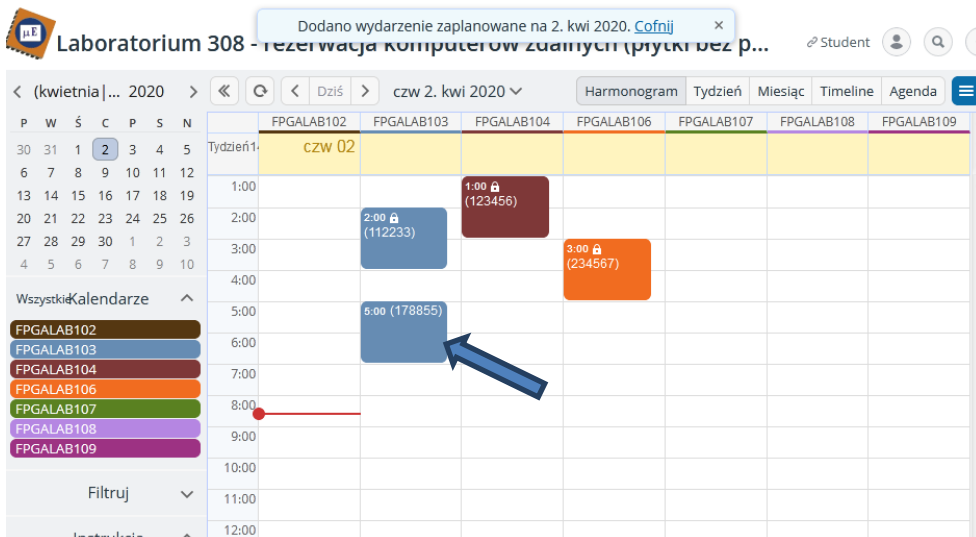 µE
Dodano wydarzenie zaplanowane na 2. kwi 2020. Cofnij ×
Laboratorium 308 - rezerwacja komputerów zdalnych (płytki bez p...
Student
(kwietnia|... 2020
Dziś
czw 2. kwi 2020
Harmonogram Tydzień Miesiąc Timeline Agenda
P W Ś C P S N
30 31 1 2 3 4 5
6 7 8 9 10 11 12
13 14 15 16 17 18 19
20 21 22 23 24 25 26
27 28 29 30 1 2 3
4 5 6 7 8 9 10
Wszystkie Kalendarze
FPGALAB102
FPGALAB103
FPGALAB104
FPGALAB106
FPGALAB107
FPGALAB108
FPGALAB109
Filtruj
FPGALAB102 FPGALAB103 FPGALAB104 FPGALAB106 FPGALAB107 FPGALAB108 FPGALAB109
Tydzień14 czw 02
1:00
2:00
3:00
4:00
5:00
6:00
7:00
8:00
9:00
10:00
11:00
12:00
2:00
(112233)
5:00 (178855)
1:00
(123456)
3:00
(234567)